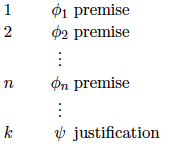 1 ϕ₁ premise
2 ϕ₂ premise
⋮
n ϕₙ premise
⋮
k ψ justification